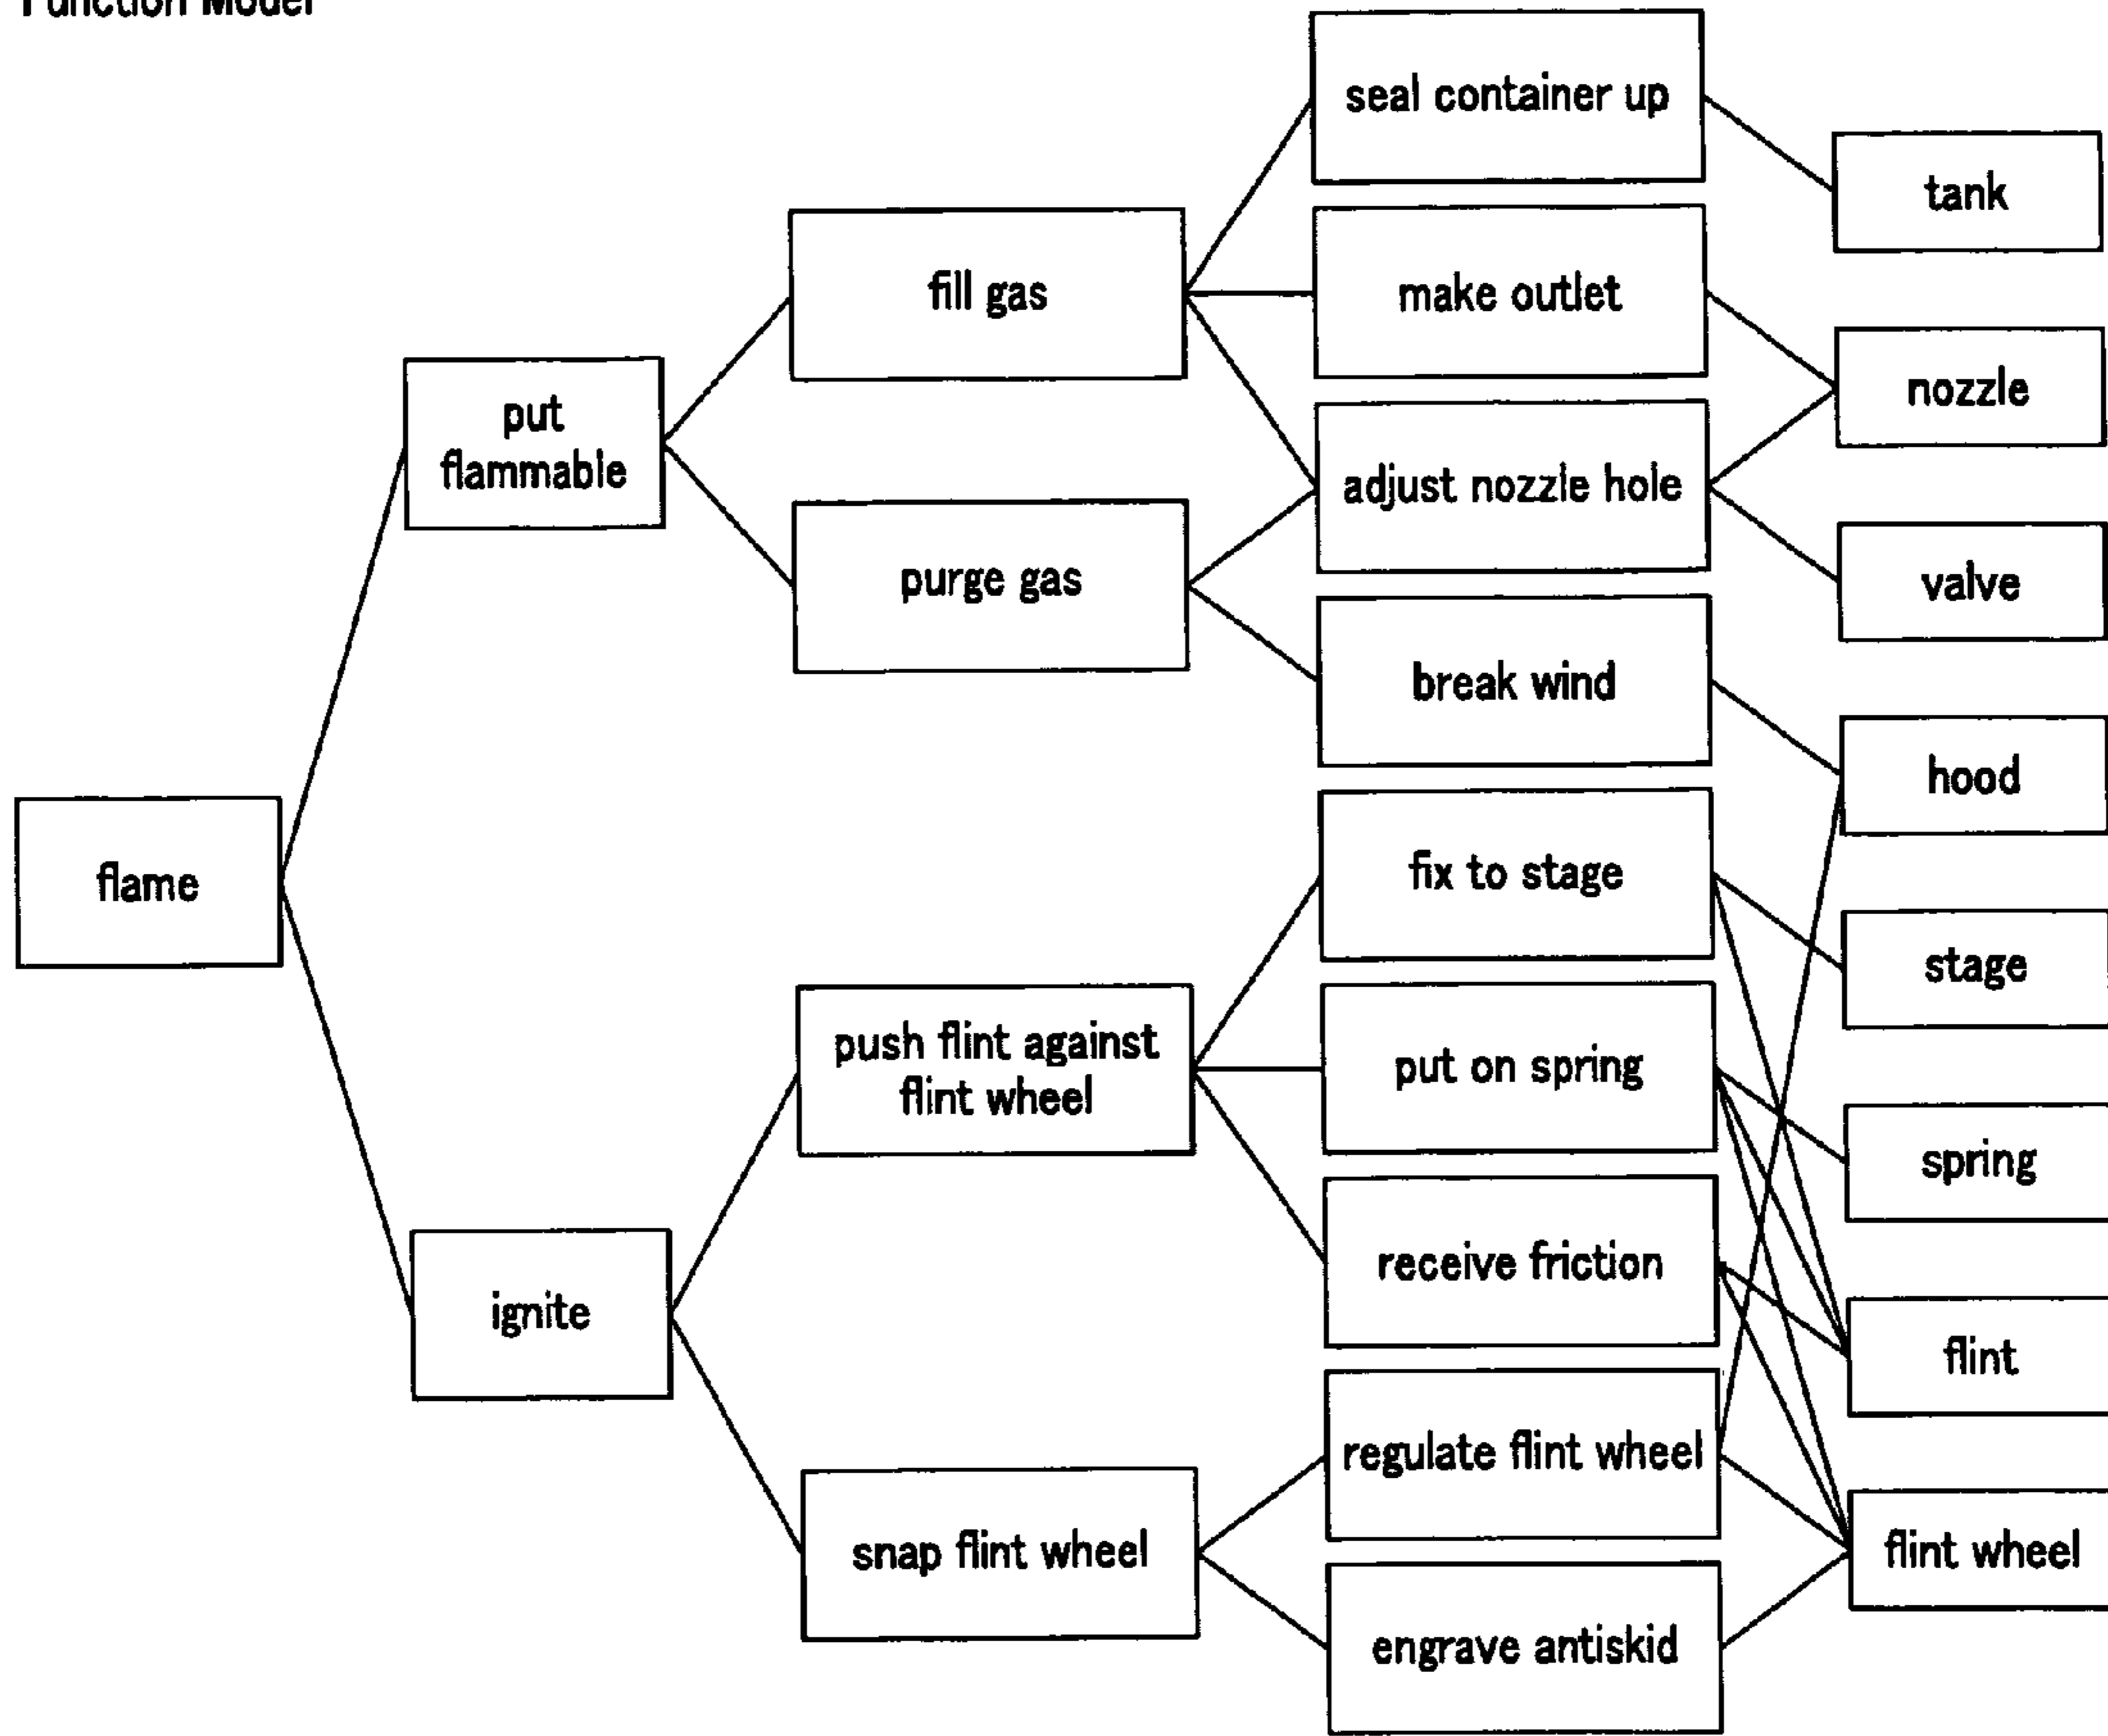 Function Model
seal container up
tank
fill gas
make outlet
put
flammable
nozzle
adjust nozzle hole
purge gas
valve
break wind
hood
flame
fix to stage
stage
push flint against
flint wheel
put on spring
spring
receive friction
ignite
flint
regulate flint wheel
snap flint wheel
flint wheel
engrave antiskid